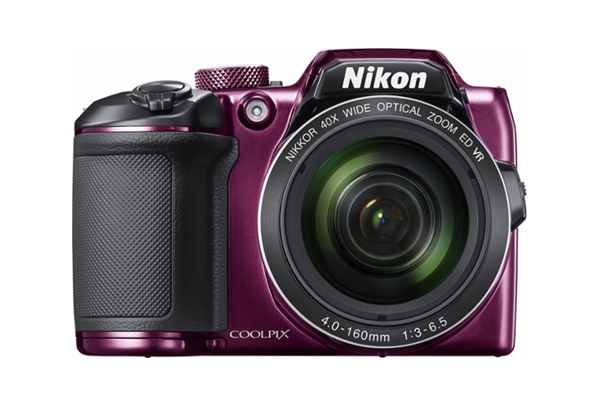 Nikon
NIKKOR 40X WIDE OPTICAL ZOOM ED VR
COOLPIX
4.0-160mm 1:3-6.5